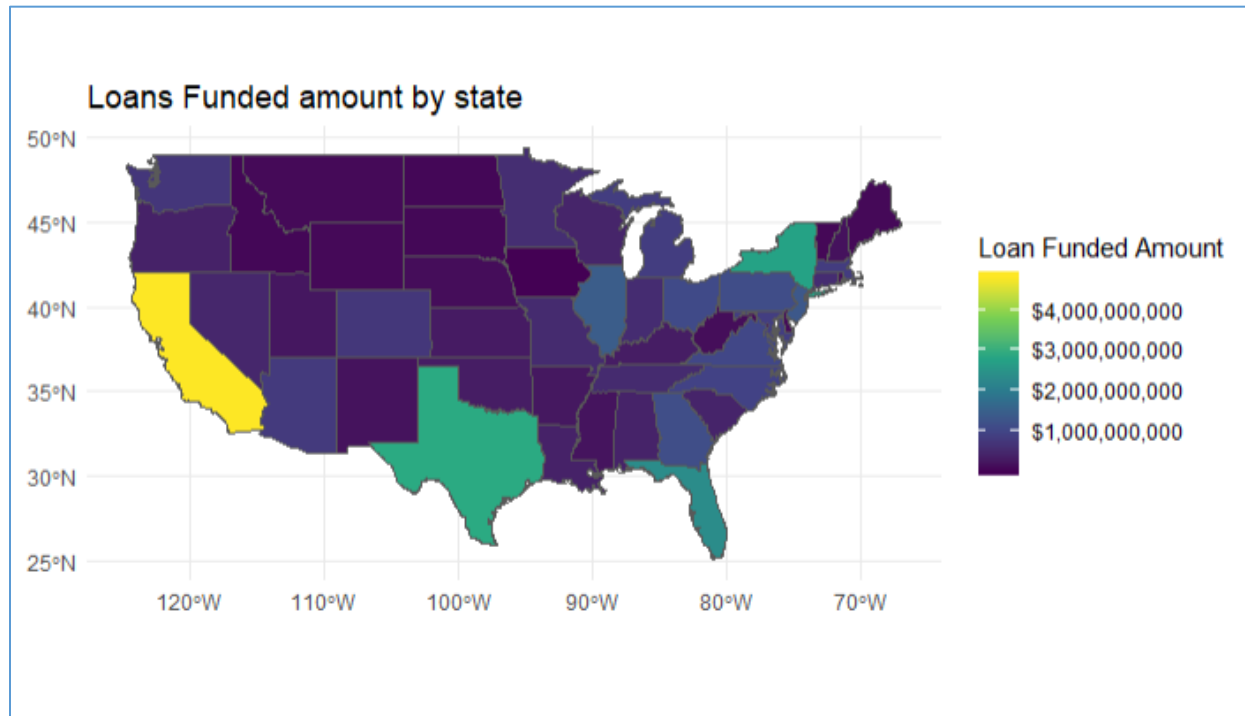 Loans Funded amount by state
50°N
45°N
40°N
35°N
30°N
25°N
120°W 110°W 100°W 90°W 80°W 70°W
Loan Funded Amount
$4,000,000,000
$3,000,000,000
$2,000,000,000
$1,000,000,000